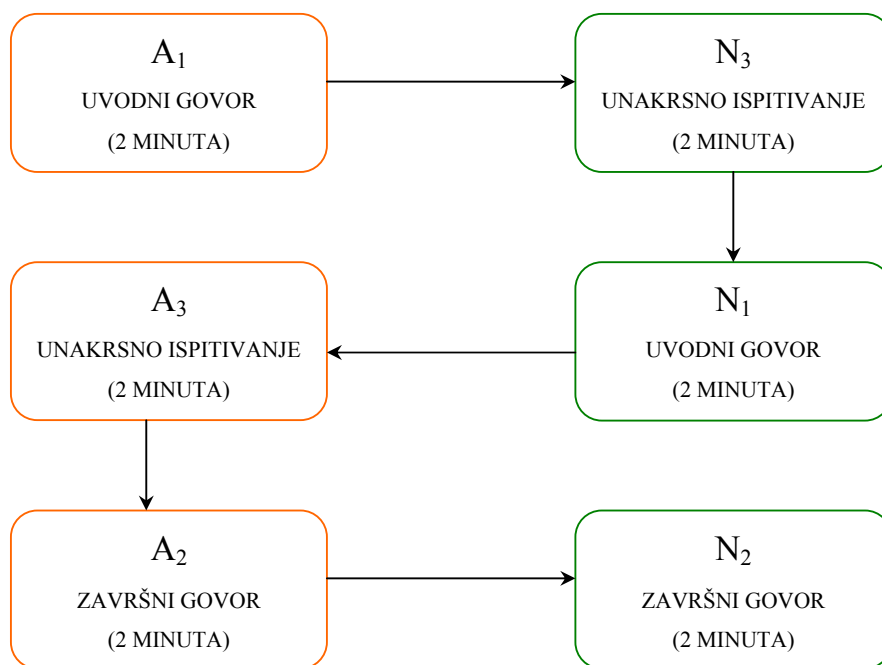 A₁
UVODNI GOVOR
(2 MINUTA)
N₃
UNAKRSNO ISPITIVANJE
(2 MINUTA)
A₃
UNAKRSNO ISPITIVANJE
(2 MINUTA)
N₁
UVODNI GOVOR
(2 MINUTA)
A₂
ZAVRŠNI GOVOR
(2 MINUTA)
N₂
ZAVRŠNI GOVOR
(2 MINUTA)